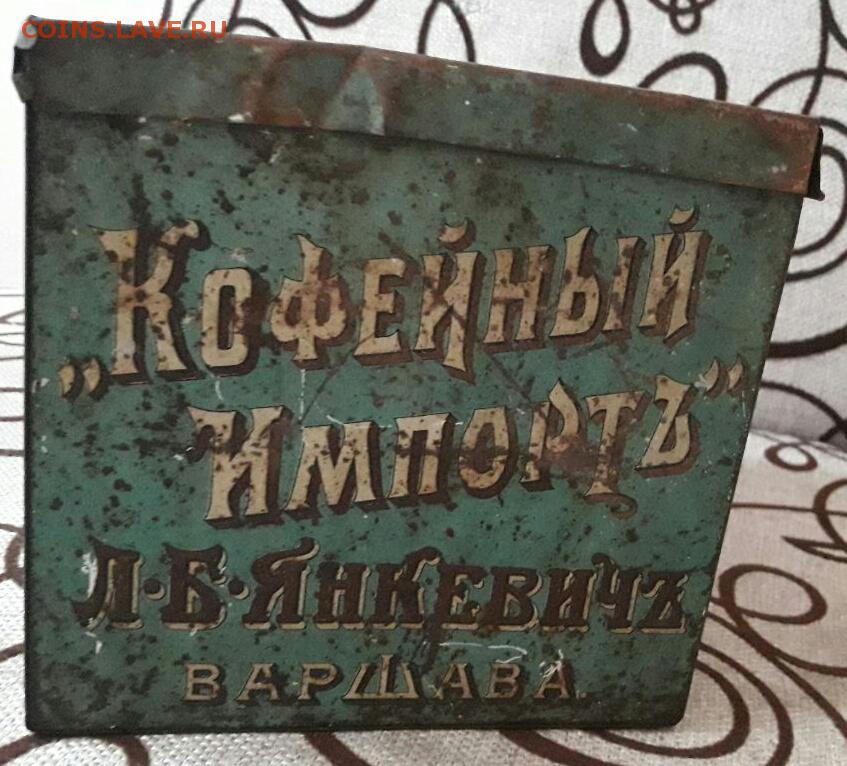 COINS.LAVE.RU
„Кофейный
Импортъ”
Л·Б·Янкевичъ
ВАРШАВА.